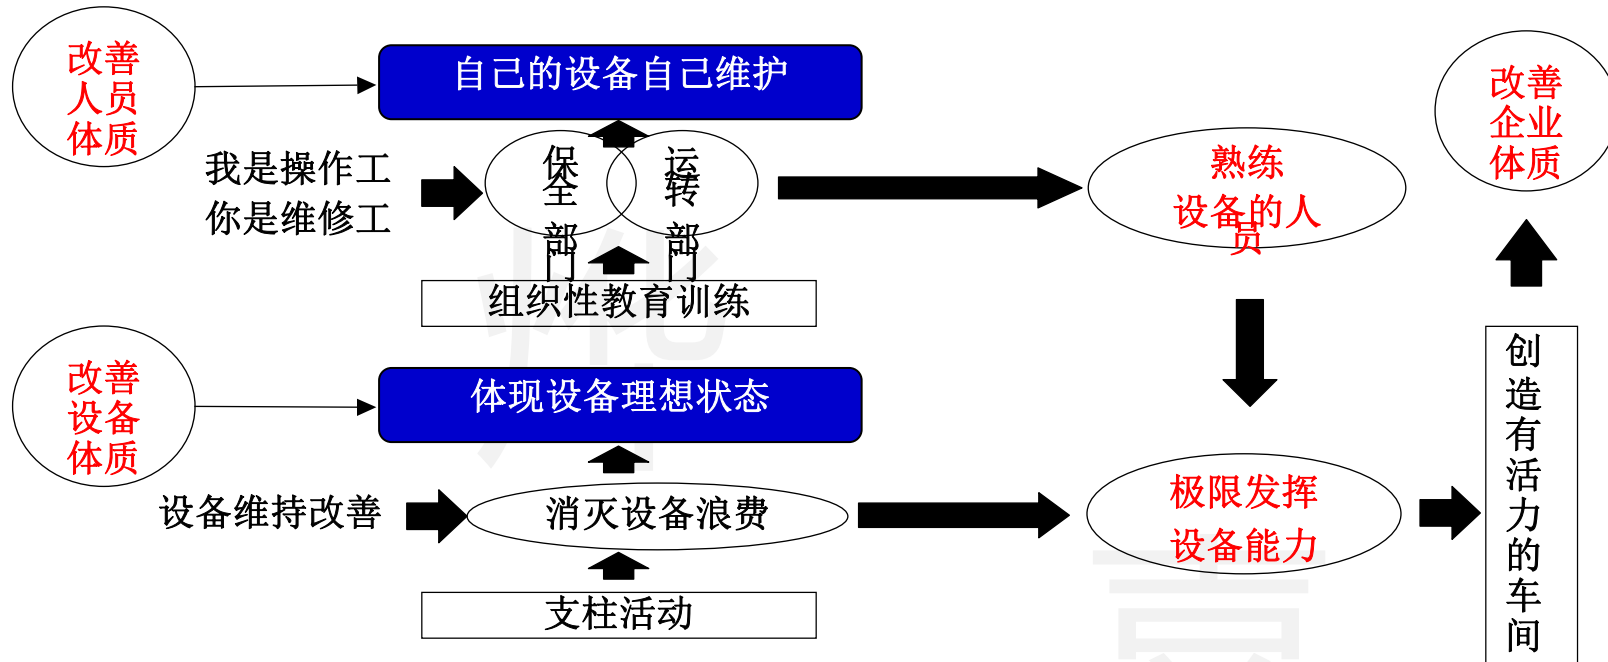 改善
人员
体质
自己的设备自己维护
我是操作工
你是维修工
保全部门
运转部门
组织性教育训练
熟练
设备的人
员
改善
企业
体质
改善
设备
体质
体现设备理想状态
设备维持改善
消灭设备浪费
支柱活动
极限发挥
设备能力
创造有活力的车间